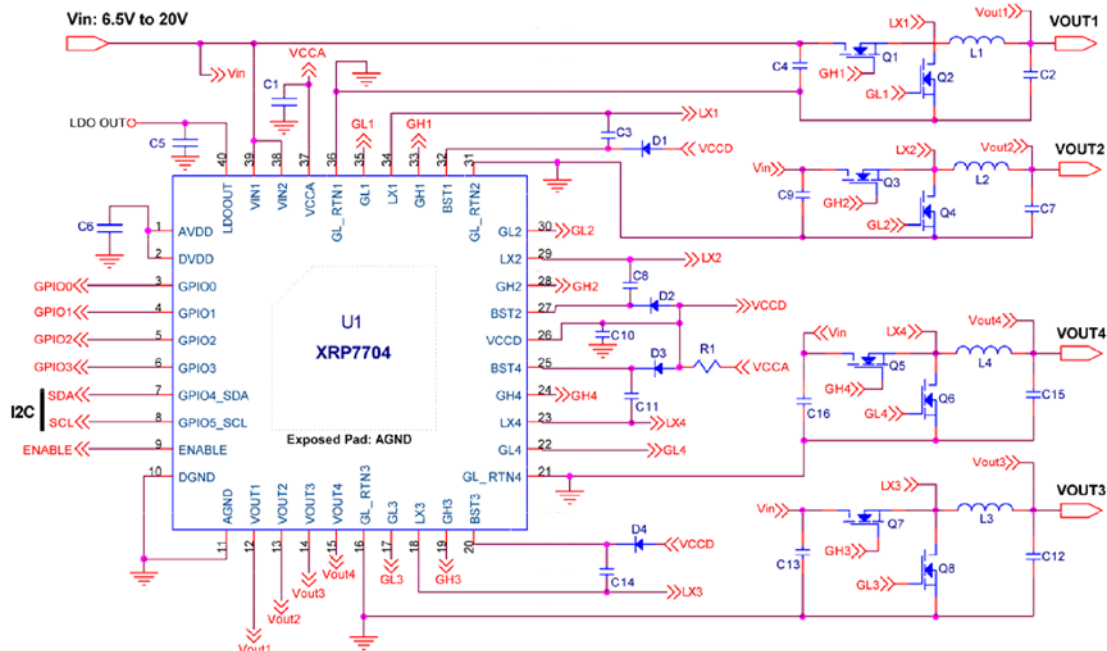 Vin: 6.5V to 20V
Vin
VCCA
C1
LDO OUT
C5
GL1
GH1
LX1
C3
D1
VCCD
40 39 38 37 36 35 34 33 32 31
LDOOUT VIN1 VIN2 VCCA GL_RTN1 GL1 LX1 GH1 BST1 GL_RTN2
C6
1 AVDD
2 DVDD
GPIO0 3 GPIO0
GPIO1 4 GPIO1
GPIO2 5 GPIO2
GPIO3 6 GPIO3
I2C
SDA 7 GPIO4_SDA
SCL 8 GPIO5_SCL
ENABLE 9 ENABLE
10 DGND
U1
XRP7704
Exposed Pad: AGND
GL2 30 GL2
LX2 29 LX2
C8
GH2 28 GH2
BST2 27 D2 VCCD
VCCD 26 C10
BST4 25 D3 R1 VCCA
GH4 24 GH4
C11
LX4 23 LX4
GL4 22 GL4
GL_RTN4 21
AGND VOUT1 VOUT2 VOUT3 VOUT4 GL_RTN3 GL3 LX3 GH3 BST3
11 12 13 14 15 16 17 18 19 20
Vout1
Vout2
Vout3
Vout4
GL3
GH3
D4
VCCD
C14
LX3
LX1
Vout1
VOUT1
C4
Q1
L1
GH1
Q2
C2
GL1
LX2
Vout2
VOUT2
Vin
Q3
L2
C9
GH2
Q4
C7
GL2
Vin
LX4
Vout4
VOUT4
Q5
L4
GH4
Q6
C15
C16
GL4
LX3
Vout3
VOUT3
Vin
Q7
L3
GH3
C13
Q8
C12
GL3